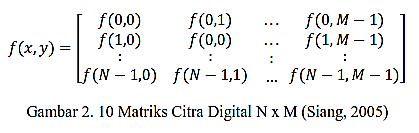 f(x, y) = [ f(0,0) f(0,1) … f(0, M − 1)
f(1,0) f(0,0) … f(1, M − 1)
⋮ ⋮ ⋮ ⋮
f(N − 1,0) f(N − 1,1) … f(N − 1, M − 1) ]
Gambar 2. 10 Matriks Citra Digital N x M (Siang, 2005)